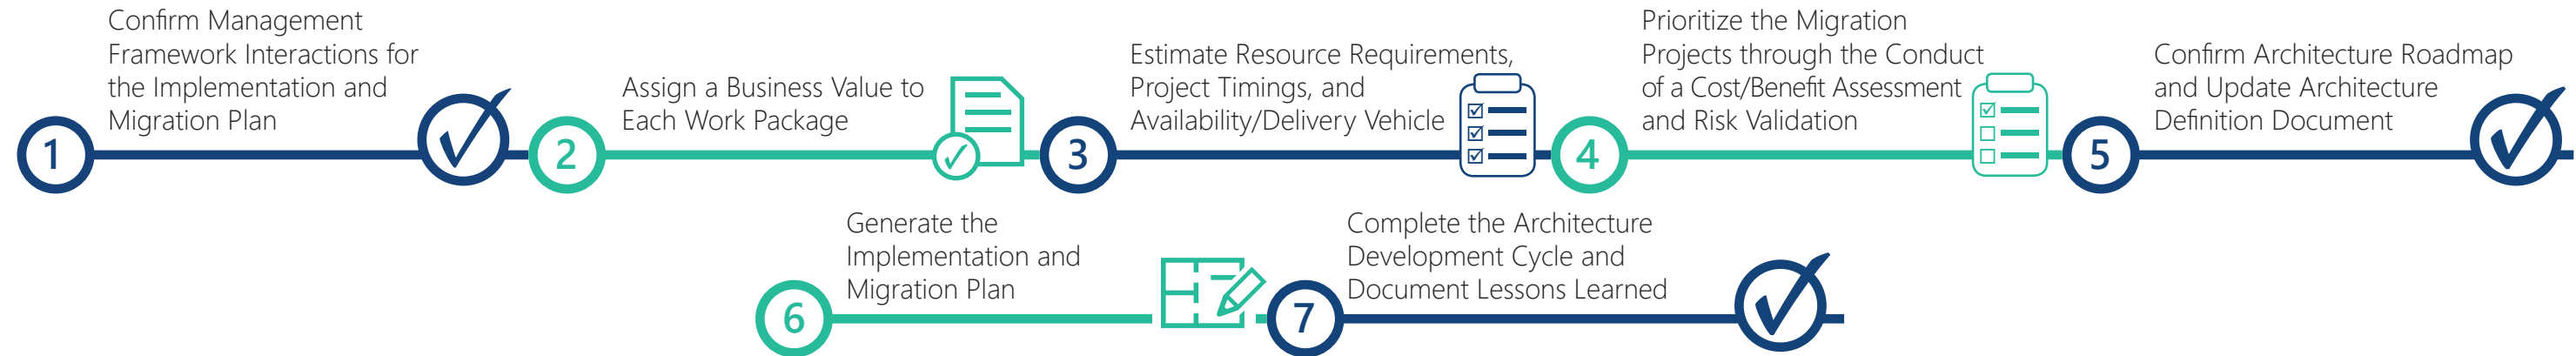 1
Confirm Management
Framework Interactions for
the Implementation and
Migration Plan
2
Assign a Business Value to
Each Work Package
3
Estimate Resource Requirements,
Project Timings, and
Availability/Delivery Vehicle
4
Prioritize the Migration
Projects through the Conduct
of a Cost/Benefit Assessment
and Risk Validation
5
Confirm Architecture Roadmap
and Update Architecture
Definition Document
6
Generate the
Implementation and
Migration Plan
7
Complete the Architecture
Development Cycle and
Document Lessons Learned